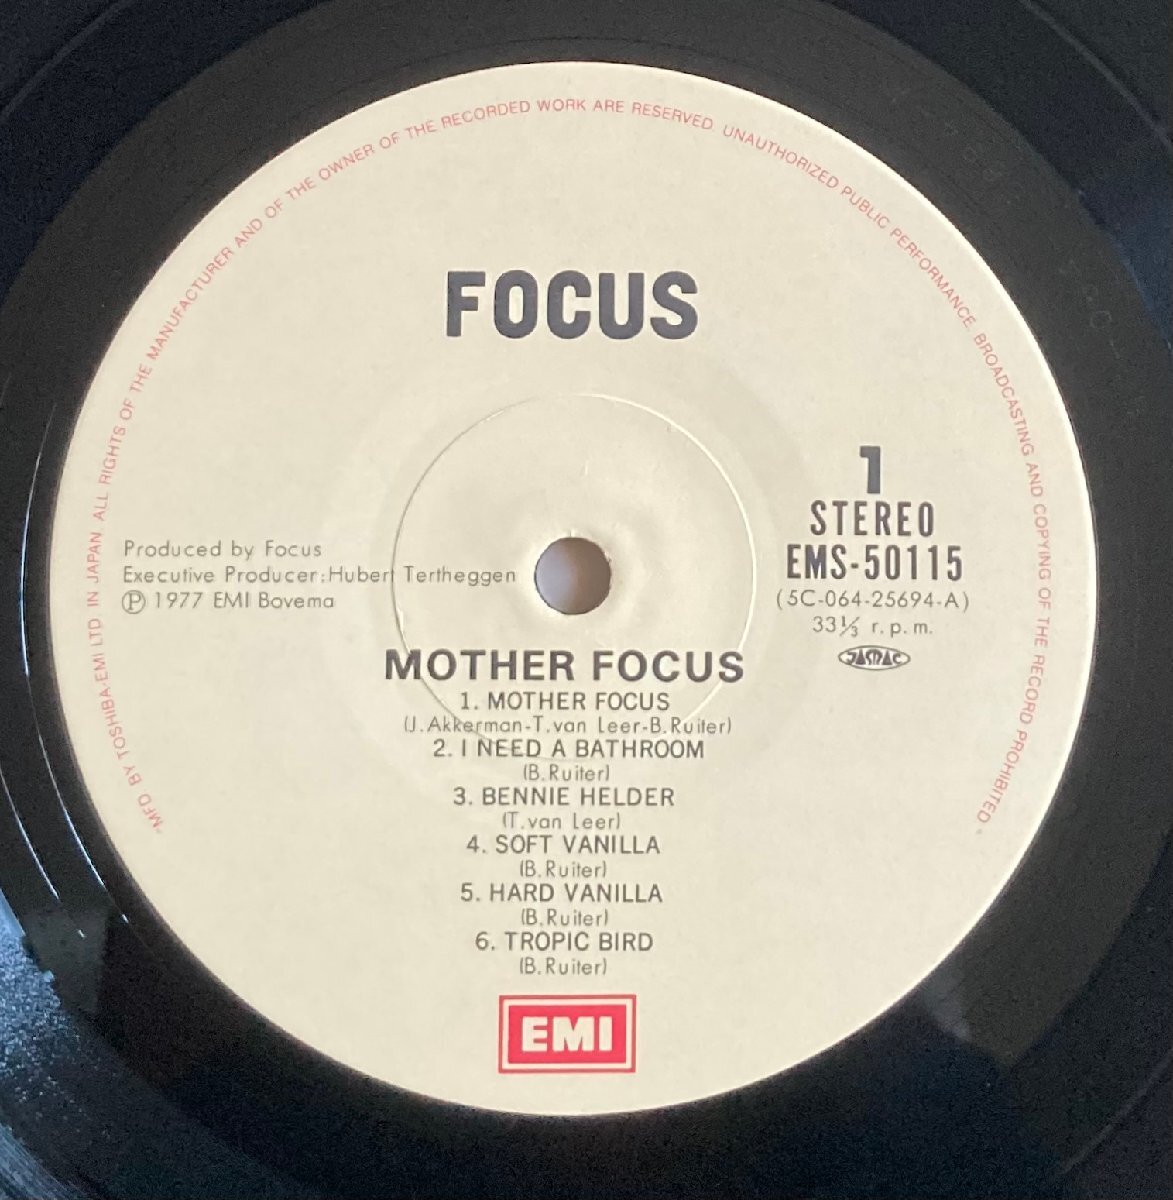 "MFD BY TOSHIBA-EMI LTD IN JAPAN. ALL RIGHTS OF THE MANUFACTURER AND OF THE OWNER OF THE RECORDED WORK ARE RESERVED. UNAUTHORIZED PUBLIC PERFORMANCE, BROADCASTING AND COPYING OF THE RECORD PROHIBITED"
FOCUS
1
STEREO
EMS-50115
(5C-064-25694-A)
33⅓ r.p.m.
JASRAC
Produced by Focus
Executive Producer:Hubert Tertheggen
Ⓟ 1977 EMI Bovema
MOTHER FOCUS
1. MOTHER FOCUS
(J.Akkerman-T.van Leer-B.Ruiter)
2. I NEED A BATHROOM
(B.Ruiter)
3. BENNIE HELDER
(T.van Leer)
4. SOFT VANILLA
(B.Ruiter)
5. HARD VANILLA
(B.Ruiter)
6. TROPIC BIRD
(B.Ruiter)
EMI